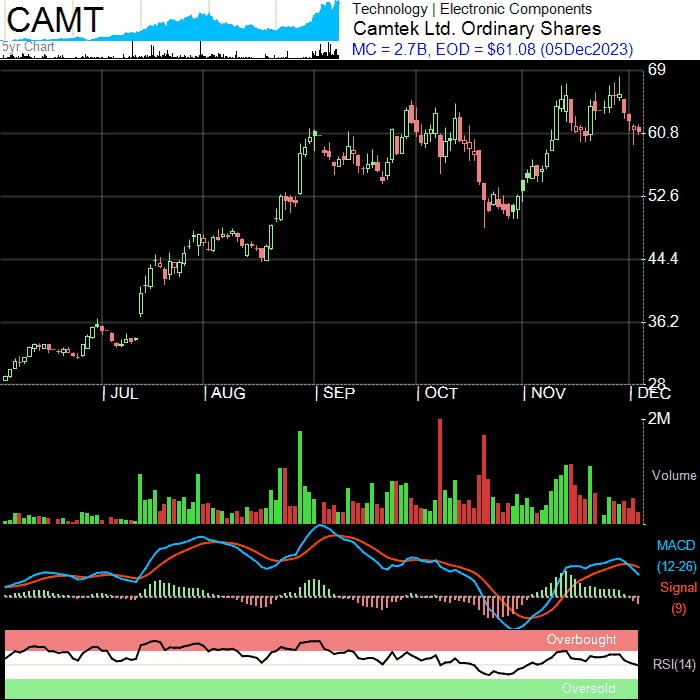 CAMT
5yr Chart
Technology | Electronic Components
Camtek Ltd. Ordinary Shares
MC = 2.7B, EOD = $61.08 (05Dec2023)
69
60.8
52.6
44.4
36.2
28
| JUL | AUG | SEP | OCT | NOV | DEC
2M
Volume
MACD
(12-26)
Signal
(9)
Overbought
RSI(14)
Oversold